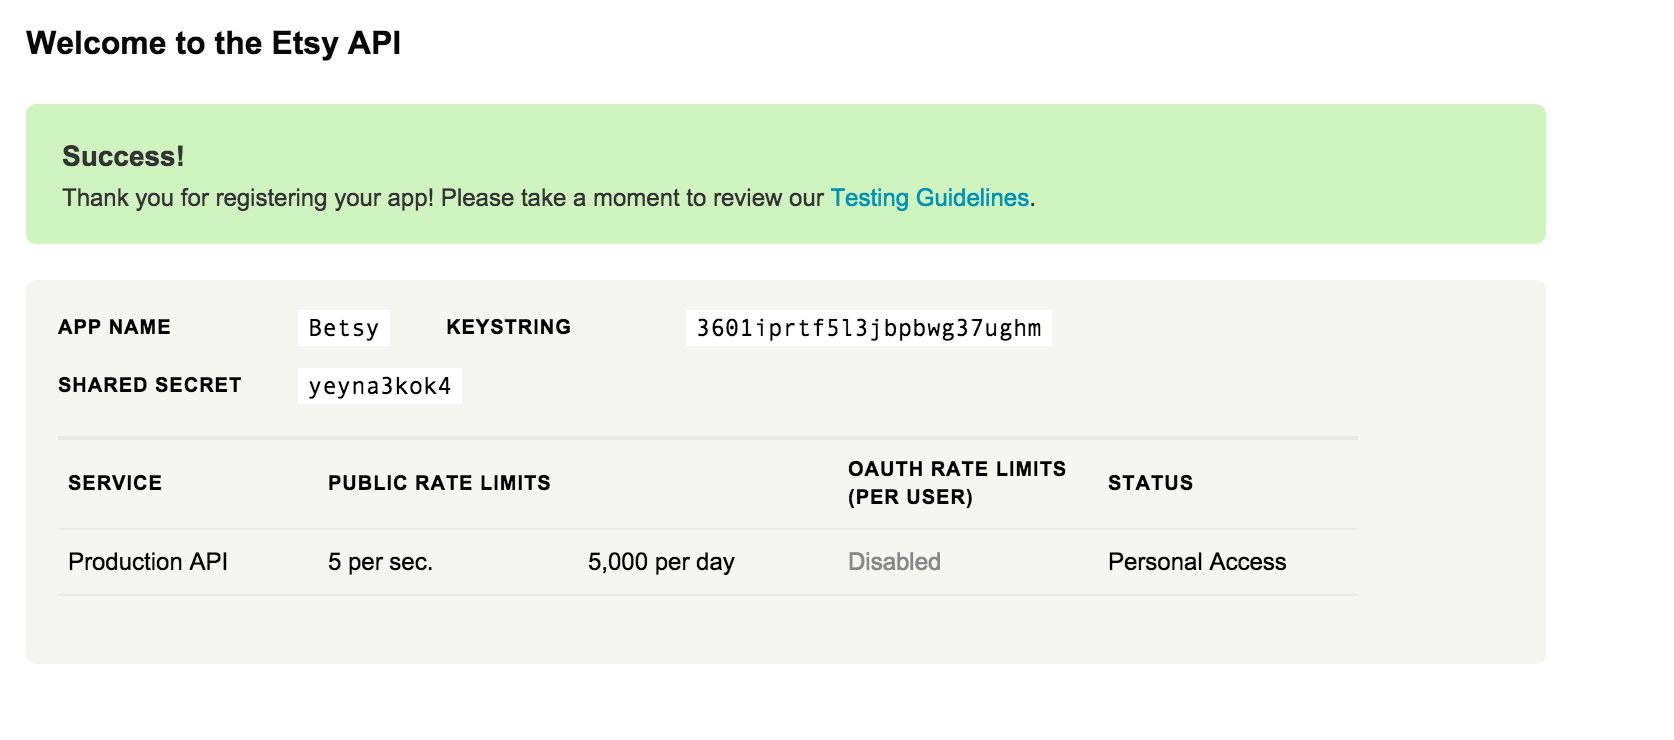 Welcome to the Etsy API
Success!
Thank you for registering your app! Please take a moment to review our Testing Guidelines.
APP NAME Betsy KEYSTRING 3601iprtf5l3jbpbwg37ughm
SHARED SECRET yeyna3kok4
SERVICE PUBLIC RATE LIMITS OAUTH RATE LIMITS
(PER USER) STATUS
Production API 5 per sec. 5,000 per day Disabled Personal Access